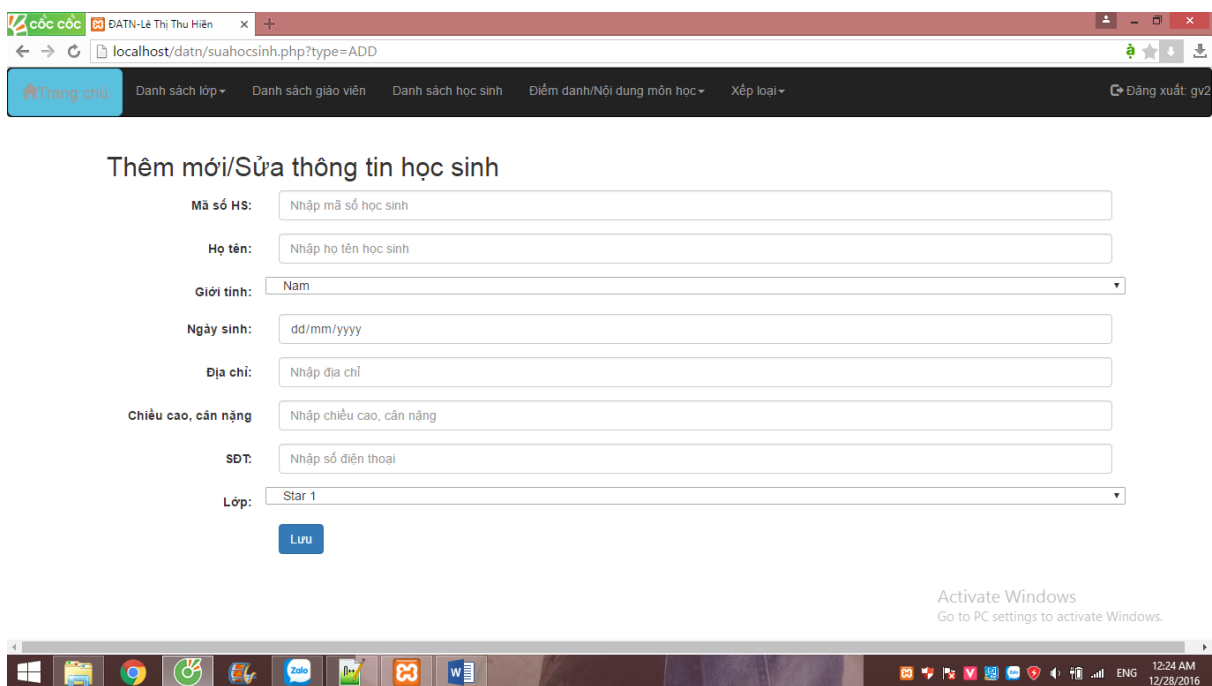 cốc cốc ĐATN-Lê Thị Thu Hiền
localhost/datn/suahocsinh.php?type=ADD
Trang chủ Danh sách lớp Danh sách giáo viên Danh sách học sinh Điểm danh/Nội dung môn học Xếp loại Đăng xuất: gv2
Thêm mới/Sửa thông tin học sinh
Mã số HS: Nhập mã số học sinh
Họ tên: Nhập họ tên học sinh
Giới tính: Nam
Ngày sinh: dd/mm/yyyy
Địa chỉ: Nhập địa chỉ
Chiều cao, cân nặng Nhập chiều cao, cân nặng
SĐT: Nhập số điện thoại
Lớp: Star 1
Lưu
Activate Windows
Go to PC settings to activate Windows.
Zalo
ENG 12:24 AM
12/28/2016